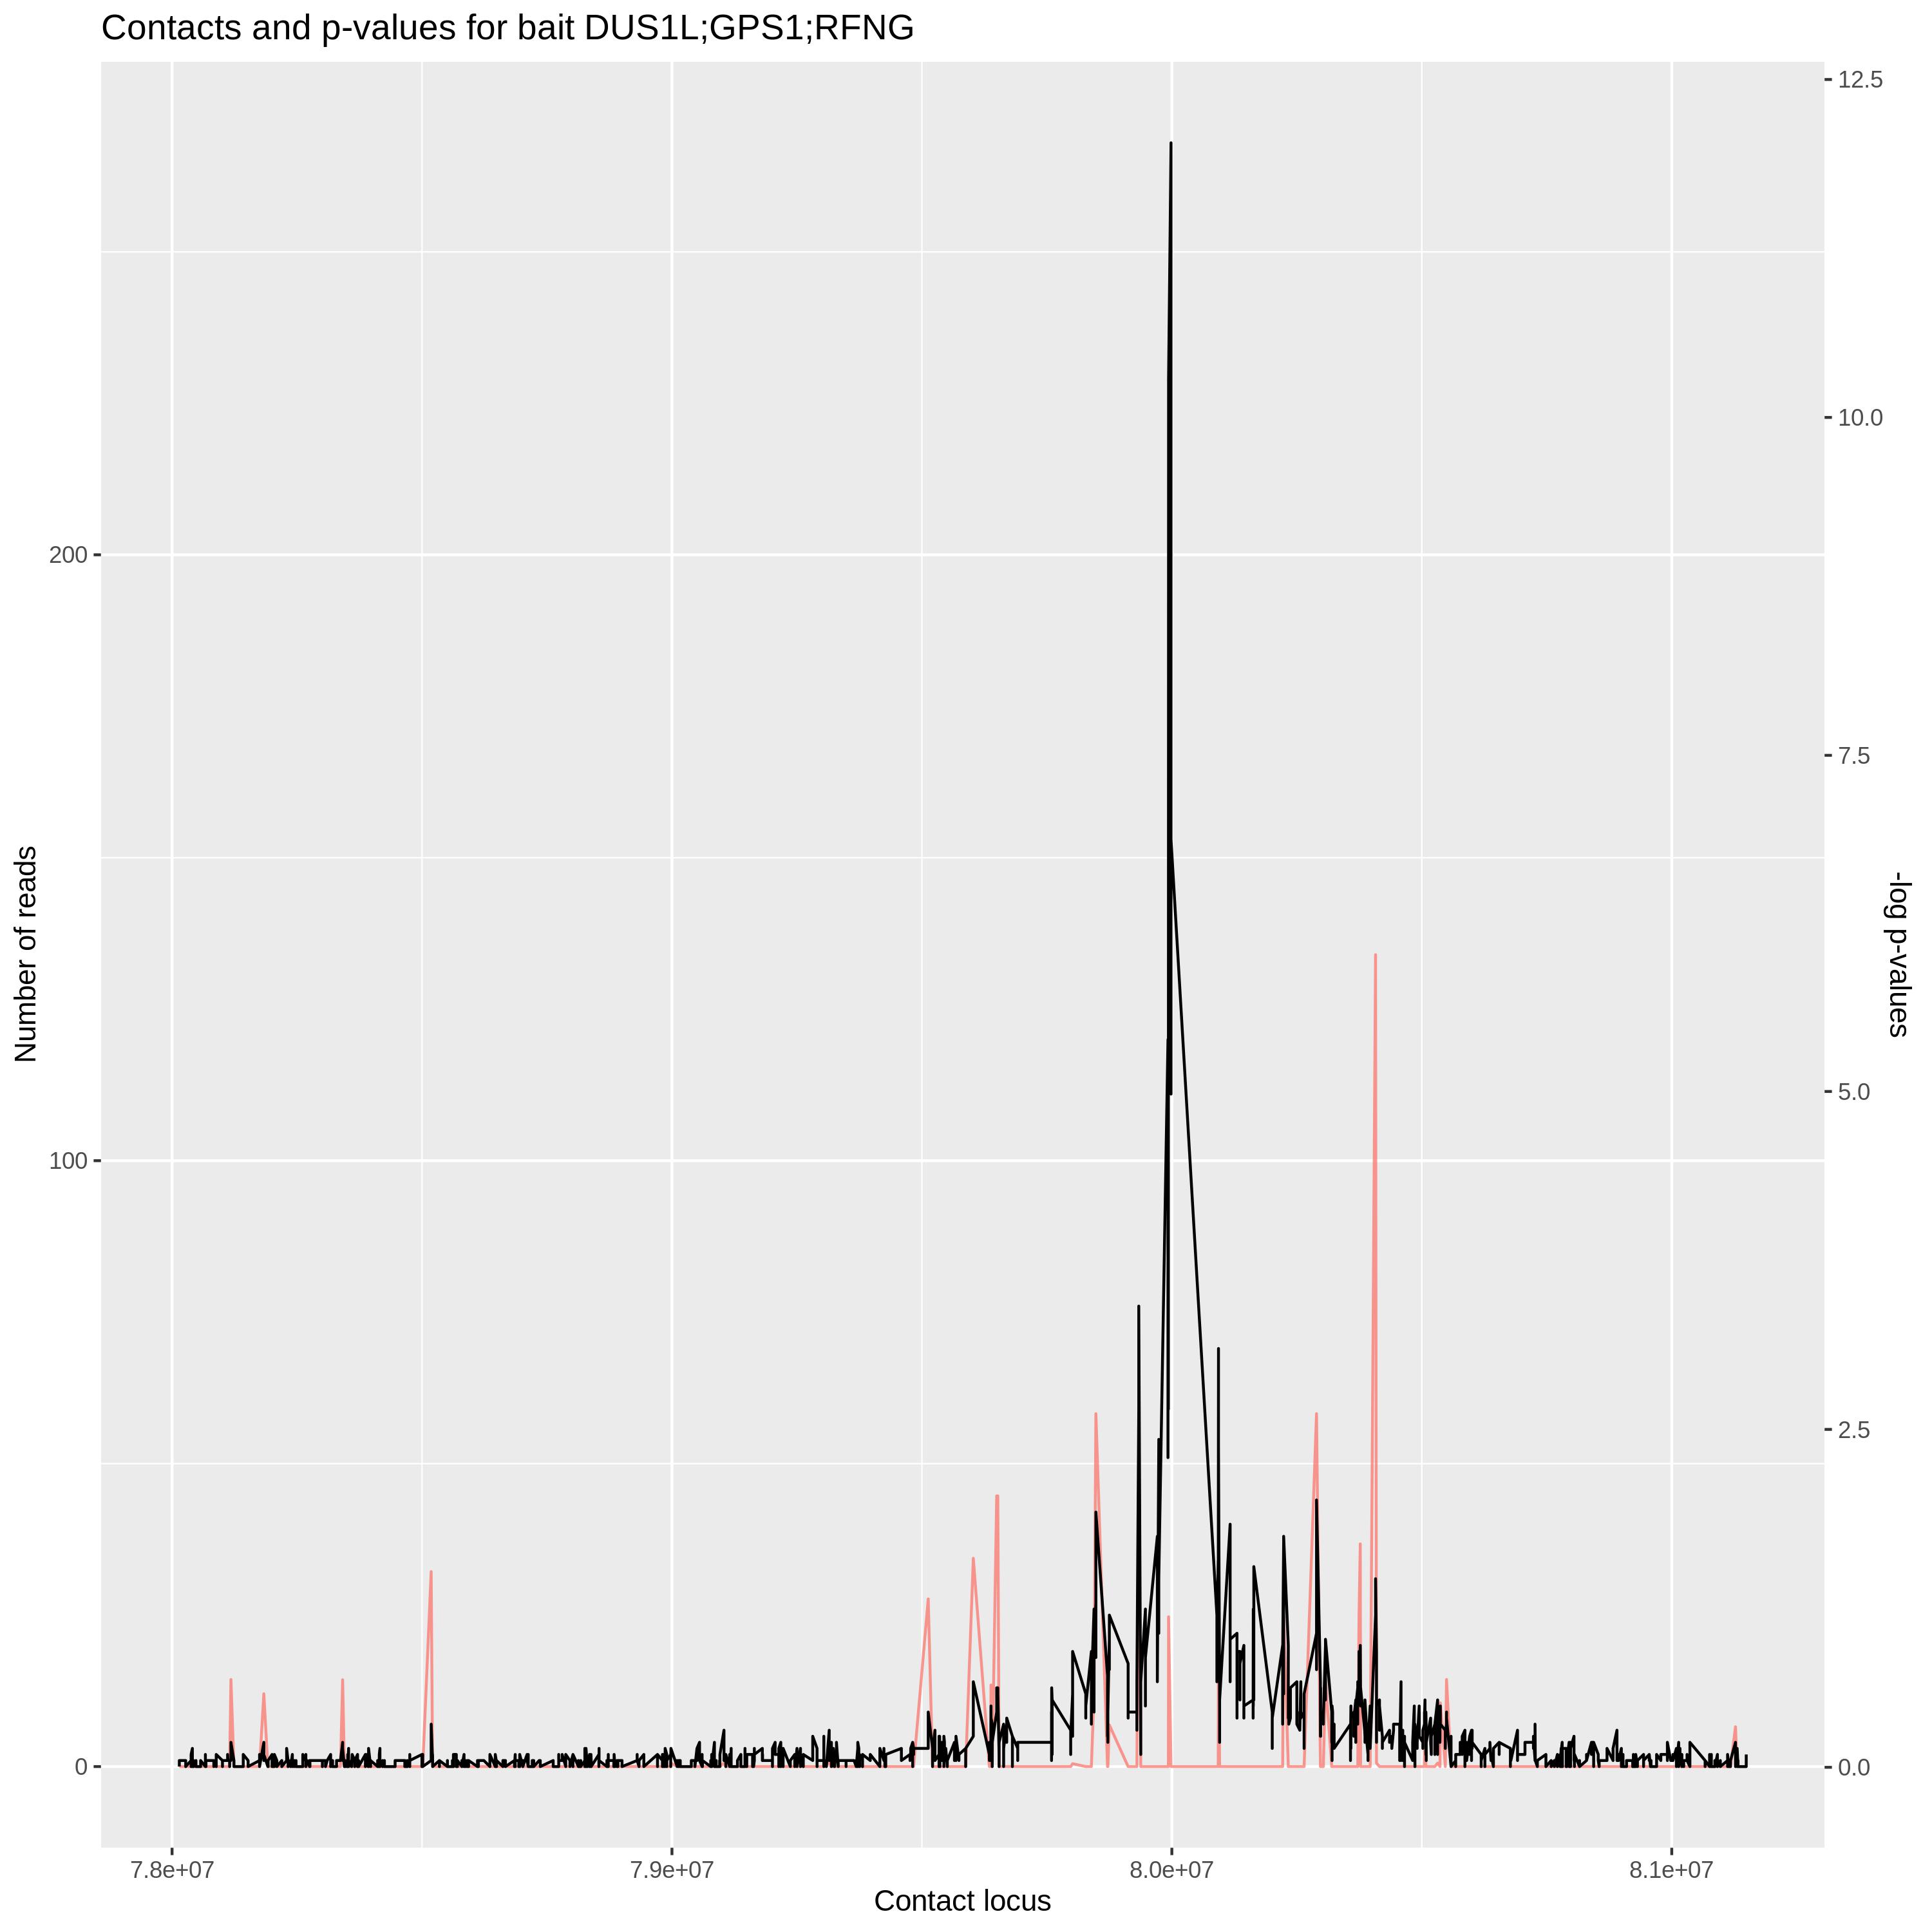 Contacts and p-values for bait DUS1L;GPS1;RFNG
12.5
10.0
200
7.5
Number of reads
-log p-values
5.0
100
2.5
0
0.0
7.8e+07 7.9e+07 8.0e+07 8.1e+07
Contact locus